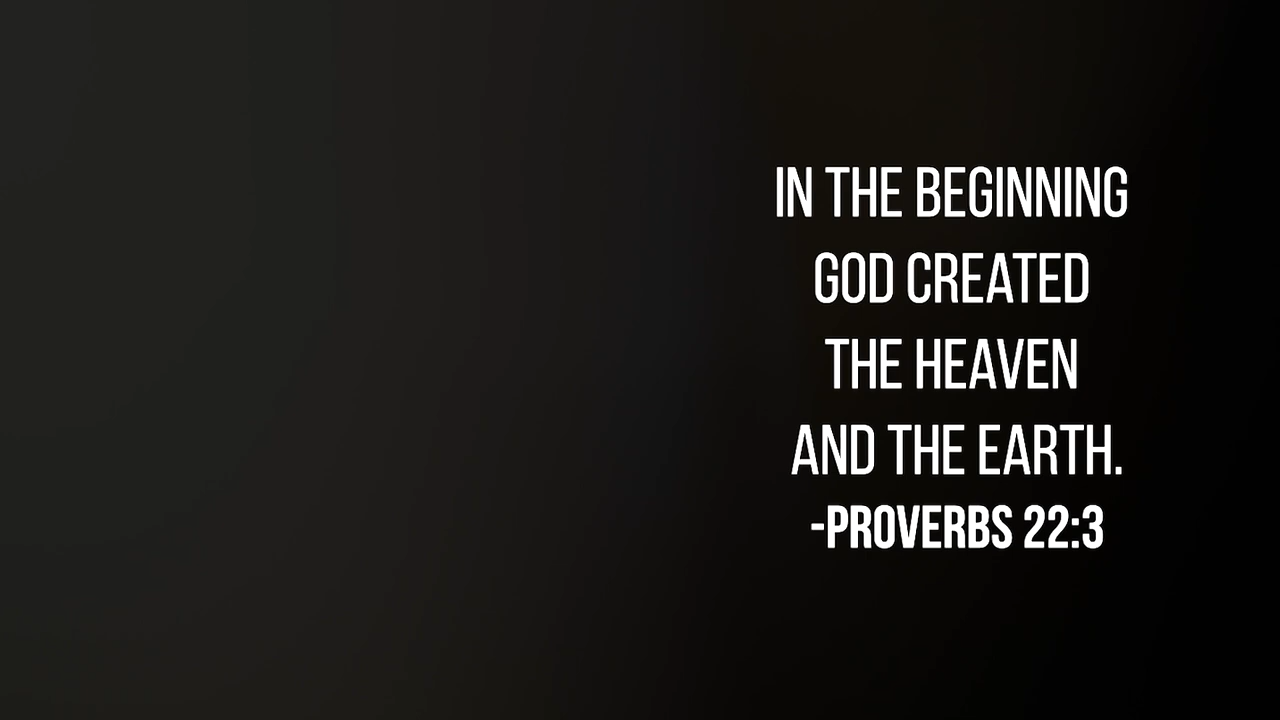 IN THE BEGINNING
GOD CREATED
THE HEAVEN
AND THE EARTH.
-PROVERBS 22:3